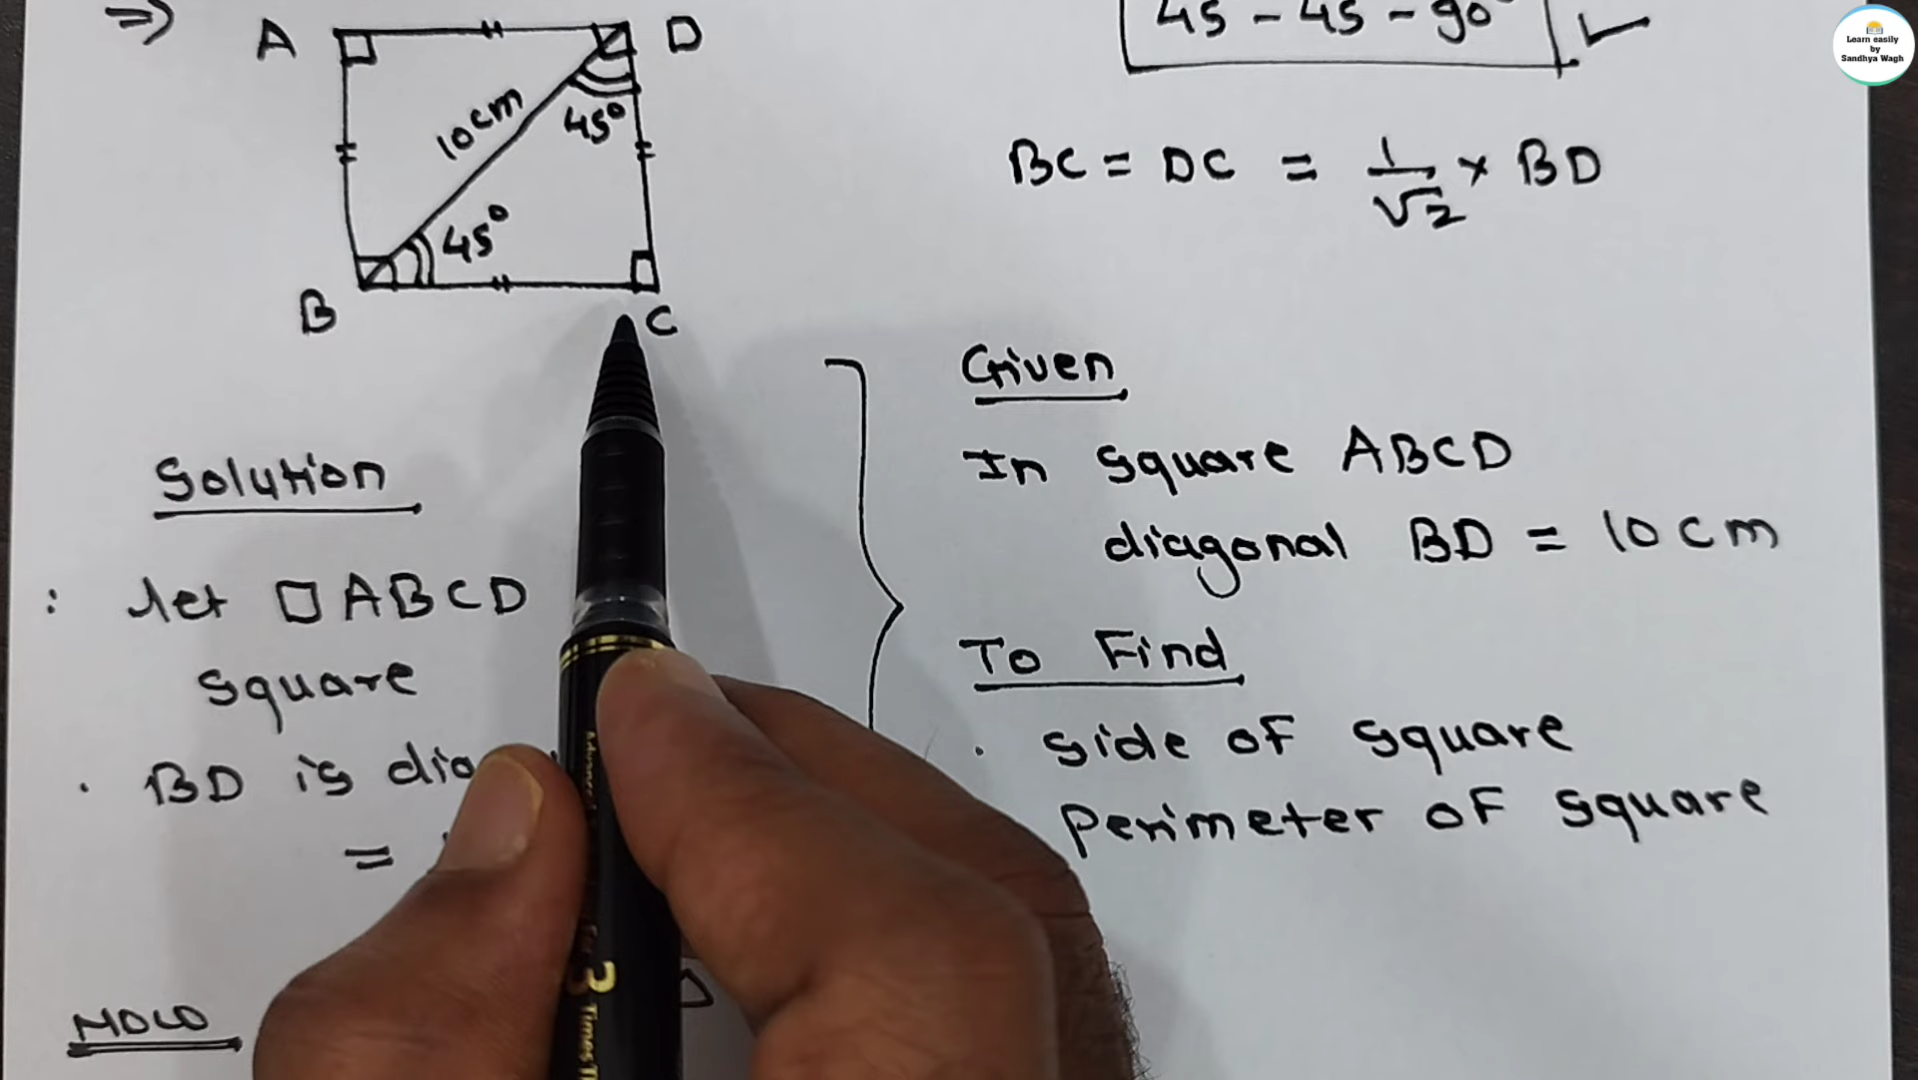 ⇒ A D
10cm
45°
45°
B C
45 - 45 - 90
BC = DC = 1/√2 × BD
Solution
: let □ABCD
square
. BD is
=
Given
In square ABCD
diagonal BD = 10 cm
To Find
. side of square
Perimeter of square
Learn easily
by
Sandhya Wagh
3
Times